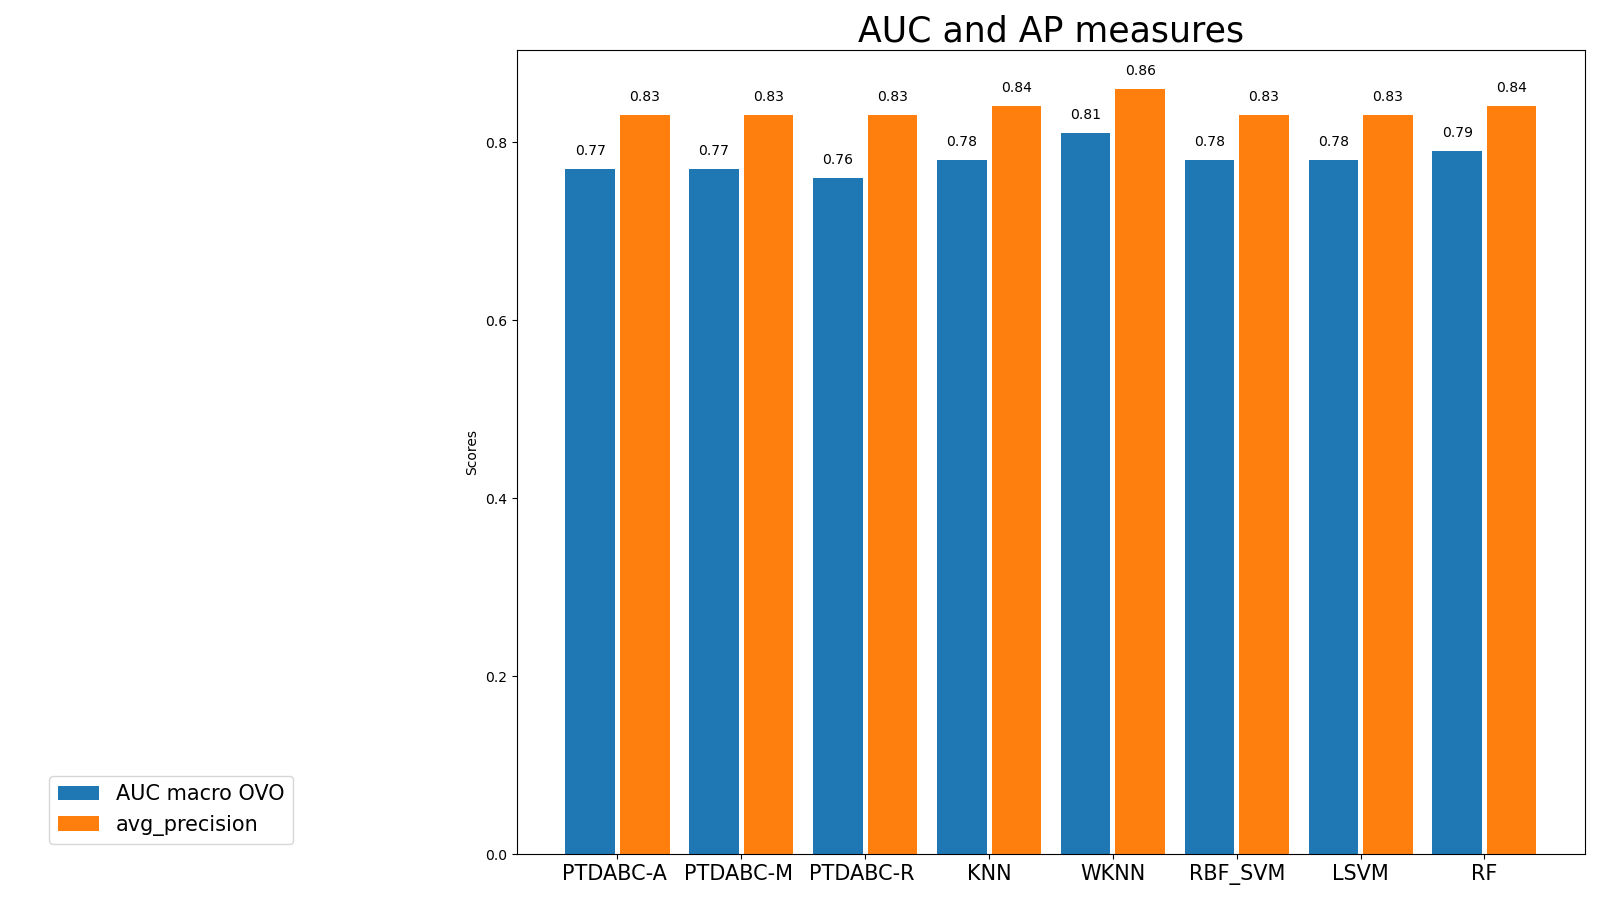 AUC and AP measures
0.77 0.83 0.77 0.83 0.76 0.83 0.78 0.84 0.81 0.86 0.78 0.83 0.78 0.83 0.79 0.84
0.8
0.6
0.4
0.2
0.0
Scores
PTDABC-A PTDABC-M PTDABC-R KNN WKNN RBF_SVM LSVM RF
AUC macro OVO
avg_precision